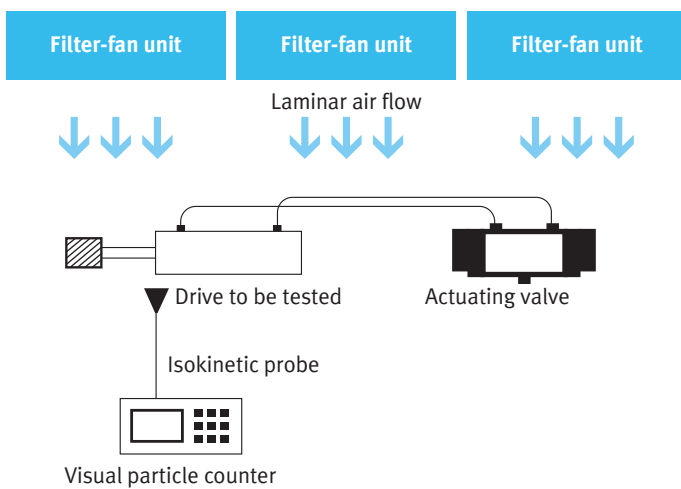 Filter-fan unit
Filter-fan unit
Filter-fan unit
Laminar air flow
Drive to be tested
Actuating valve
Isokinetic probe
Visual particle counter